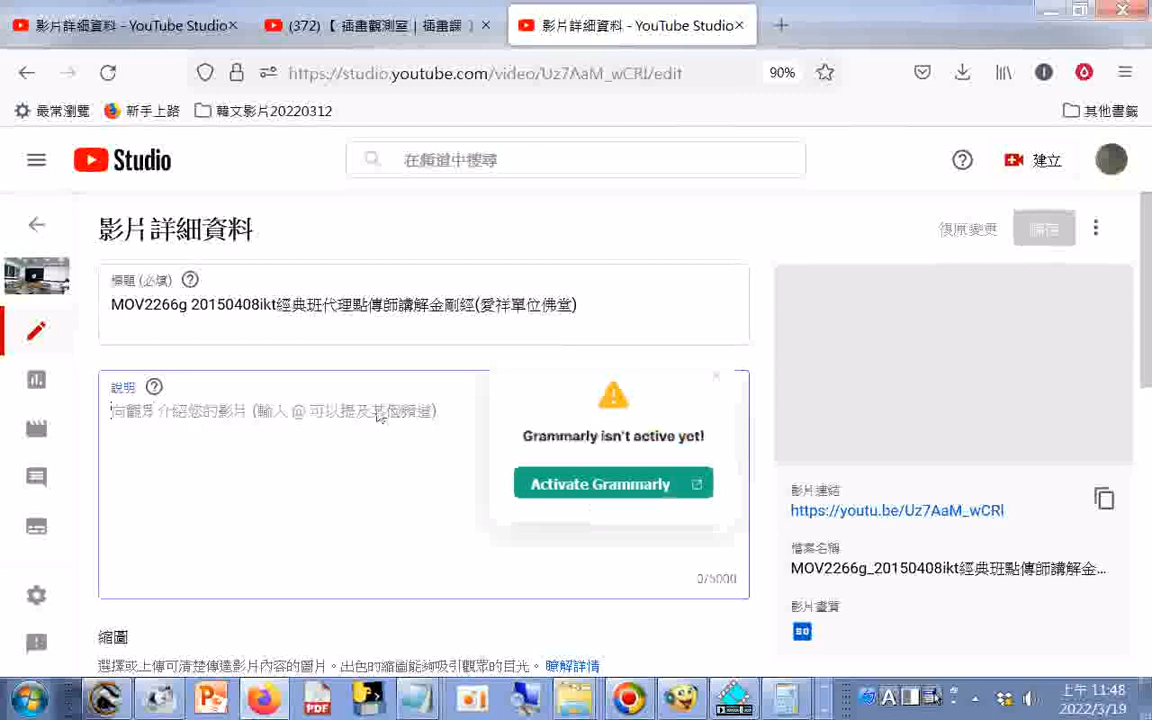 影片詳細資料 - YouTube Studio
(372)【 插畫觀測室 | 插畫課 】
影片詳細資料 - YouTube Studio
https://studio.youtube.com/video/Uz7AaM_wCRI/edit
90%
最常瀏覽
新手上路
韓文影片20220312
其他書籤
Studio
在頻道中搜尋
建立
影片詳細資料
復原變更
儲存
標題 (必填)
MOV2266g 20150408ikt經典班代理點傳師講解金剛經(愛祥單位佛堂)
說明
向觀眾介紹您的影片 (輸入 @ 可以提及某個頻道)
Grammarly isn't active yet!
Activate Grammarly
0/5000
影片連結
https://youtu.be/Uz7AaM_wCRI
檔案名稱
MOV2266g_20150408ikt經典班點傳師講解金...
影片畫質
SD
縮圖
選擇或上傳可清楚傳達影片內容的圖片。出色的縮圖能夠吸引觀眾的目光。瞭解詳情
PDF
上午 11:48
2022/3/19